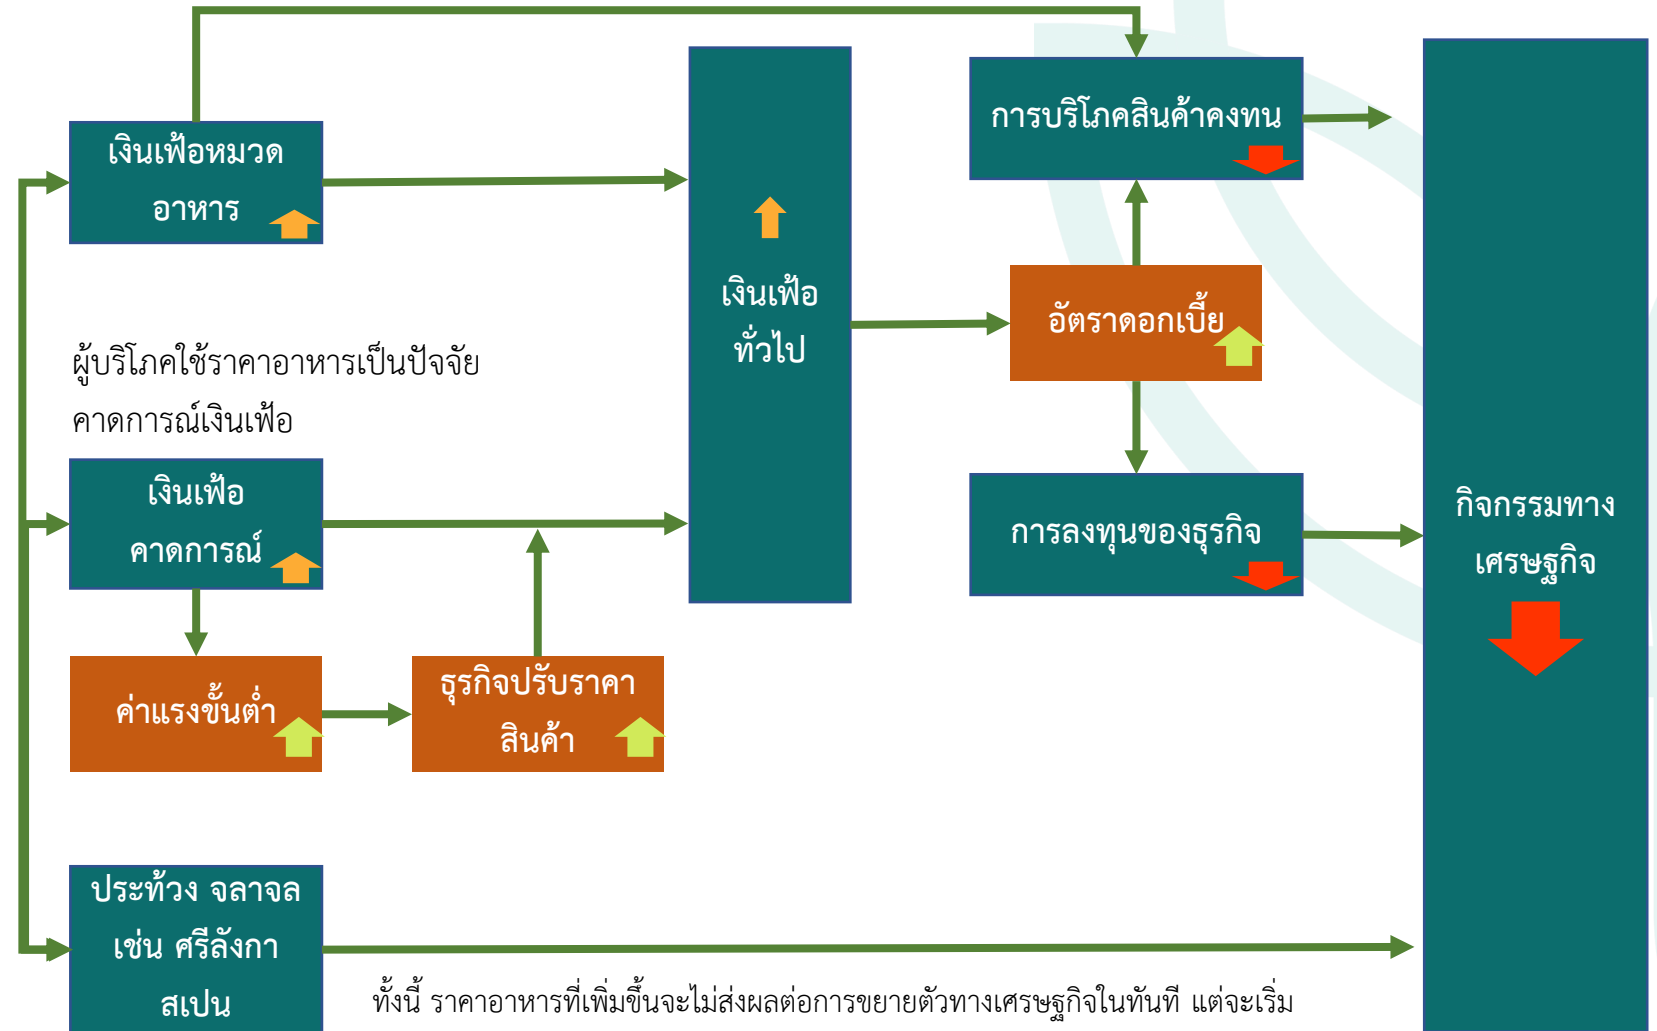 เงินเฟ้อหมวด
อาหาร
ผู้บริโภคใช้ราคาอาหารเป็นปัจจัย
คาดการณ์เงินเฟ้อ
เงินเฟ้อ
คาดการณ์
ค่าแรงขั้นต่ำ
ธุรกิจปรับราคา
สินค้า
ประท้วง จลาจล
เช่น ศรีลังกา
สเปน
เงินเฟ้อ
ทั่วไป
การบริโภคสินค้าคงทน
อัตราดอกเบี้ย
การลงทุนของธุรกิจ
กิจกรรมทาง
เศรษฐกิจ
ทั้งนี้ ราคาอาหารที่เพิ่มขึ้นจะไม่ส่งผลต่อการขยายตัวทางเศรษฐกิจในทันที แต่จะเริ่ม